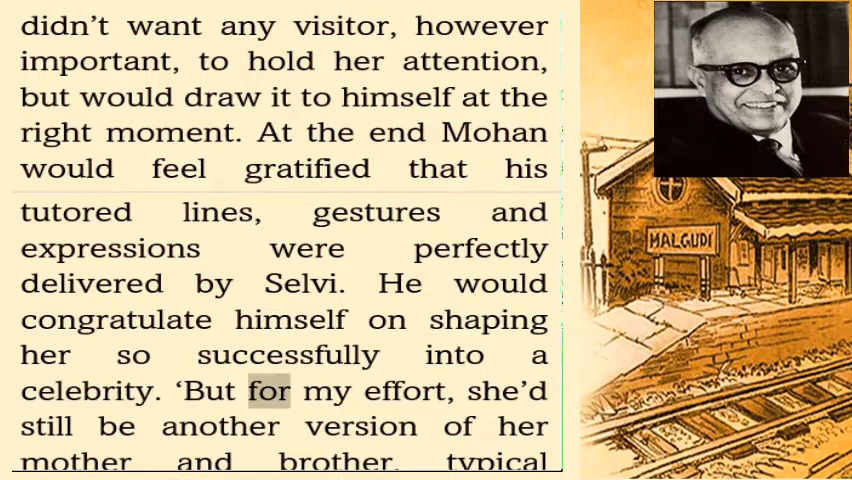 didn’t want any visitor, however
important, to hold her attention,
but would draw it to himself at the
right moment. At the end Mohan
would feel gratified that his
tutored lines, gestures and
expressions were perfectly
delivered by Selvi. He would
congratulate himself on shaping
her so successfully into a
celebrity. ‘But for my effort, she’d
still be another version of her
mother and brother, typical
MALGUDI